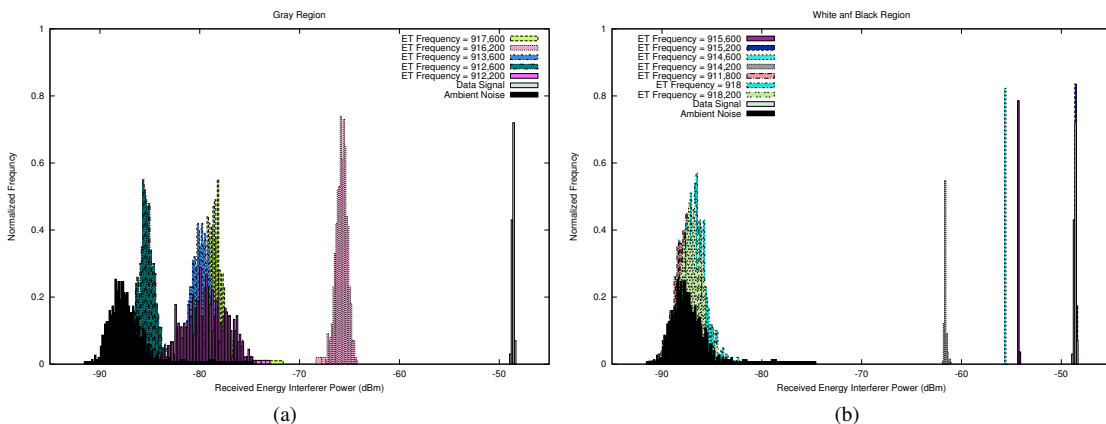 Gray Region
1
0.8
0.6
0.4
0.2
0
Normalized Frequncy
ET Frequency = 917,600
ET Frequency = 916,200
ET Frequency = 913,600
ET Frequency = 912,600
ET Frequency = 912,200
Data Signal
Ambient Noise
-90
-80
-70
-60
-50
Received Energy Interferer Power (dBm)
(a)
White anf Black Region
1
0.8
0.6
0.4
0.2
0
Normalized Frequncy
ET Frequency = 915,600
ET Frequency = 915,200
ET Frequency = 914,600
ET Frequency = 914,200
ET Frequency = 911,800
ET Frequency = 918
ET Frequency = 918,200
Data Signal
Ambient Noise
-90
-80
-70
-60
-50
Received Energy Interferer Power (dBm)
(b)